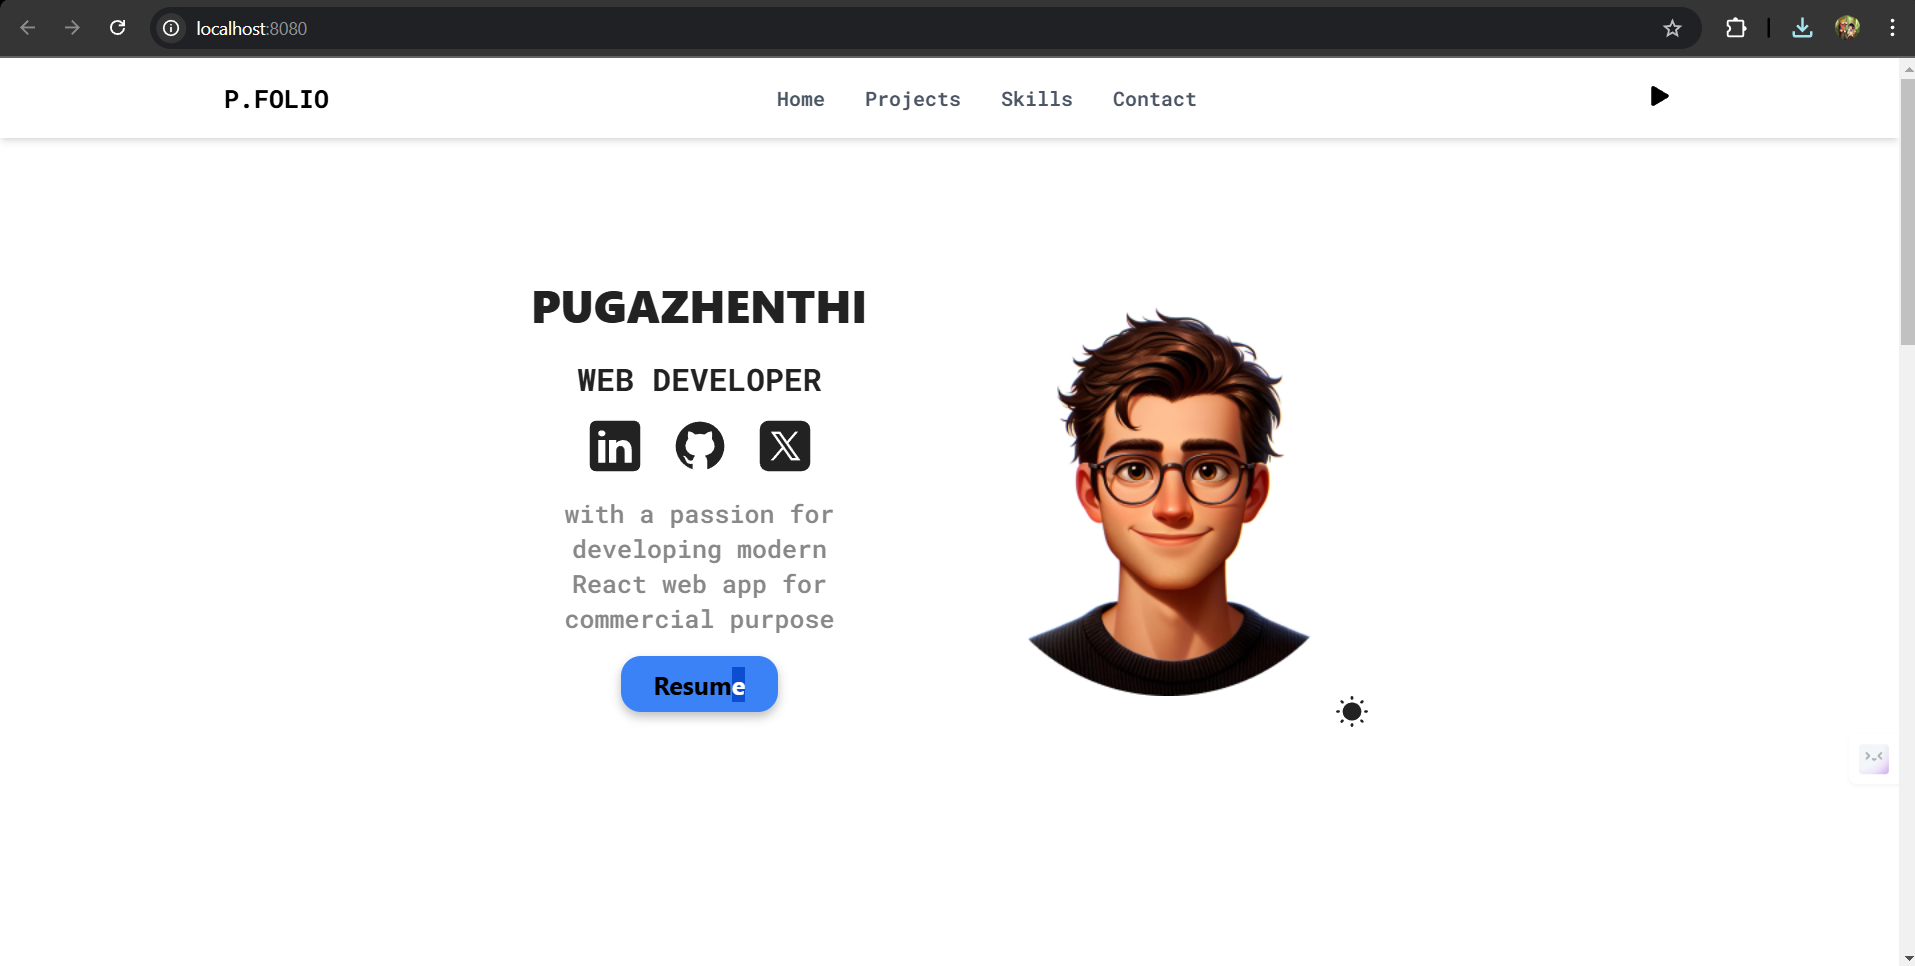 localhost:8080
P.FOLIO
Home Projects Skills Contact
PUGAZHENTHI
WEB DEVELOPER
in X
with a passion for
developing modern
React web app for
commercial purpose
Resume